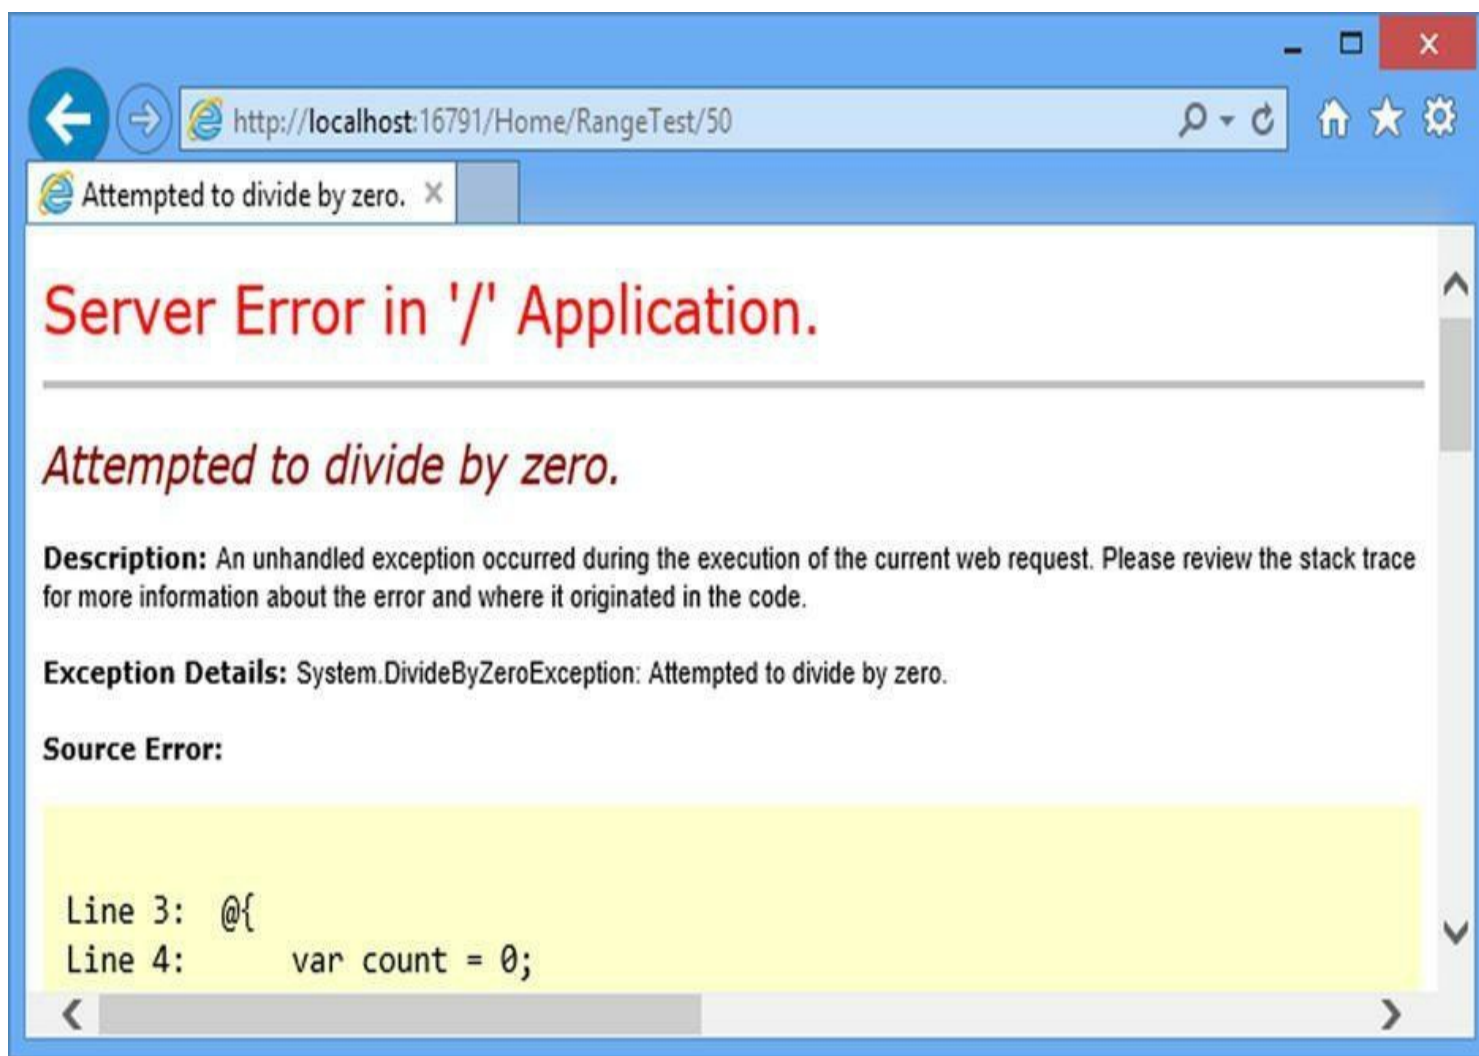 http://localhost:16791/Home/RangeTest/50
Attempted to divide by zero.
Server Error in '/' Application.
Attempted to divide by zero.
Description: An unhandled exception occurred during the execution of the current web request. Please review the stack trace
for more information about the error and where it originated in the code.
Exception Details: System.DivideByZeroException: Attempted to divide by zero.
Source Error:
Line 3:  @{
Line 4:      var count = 0;